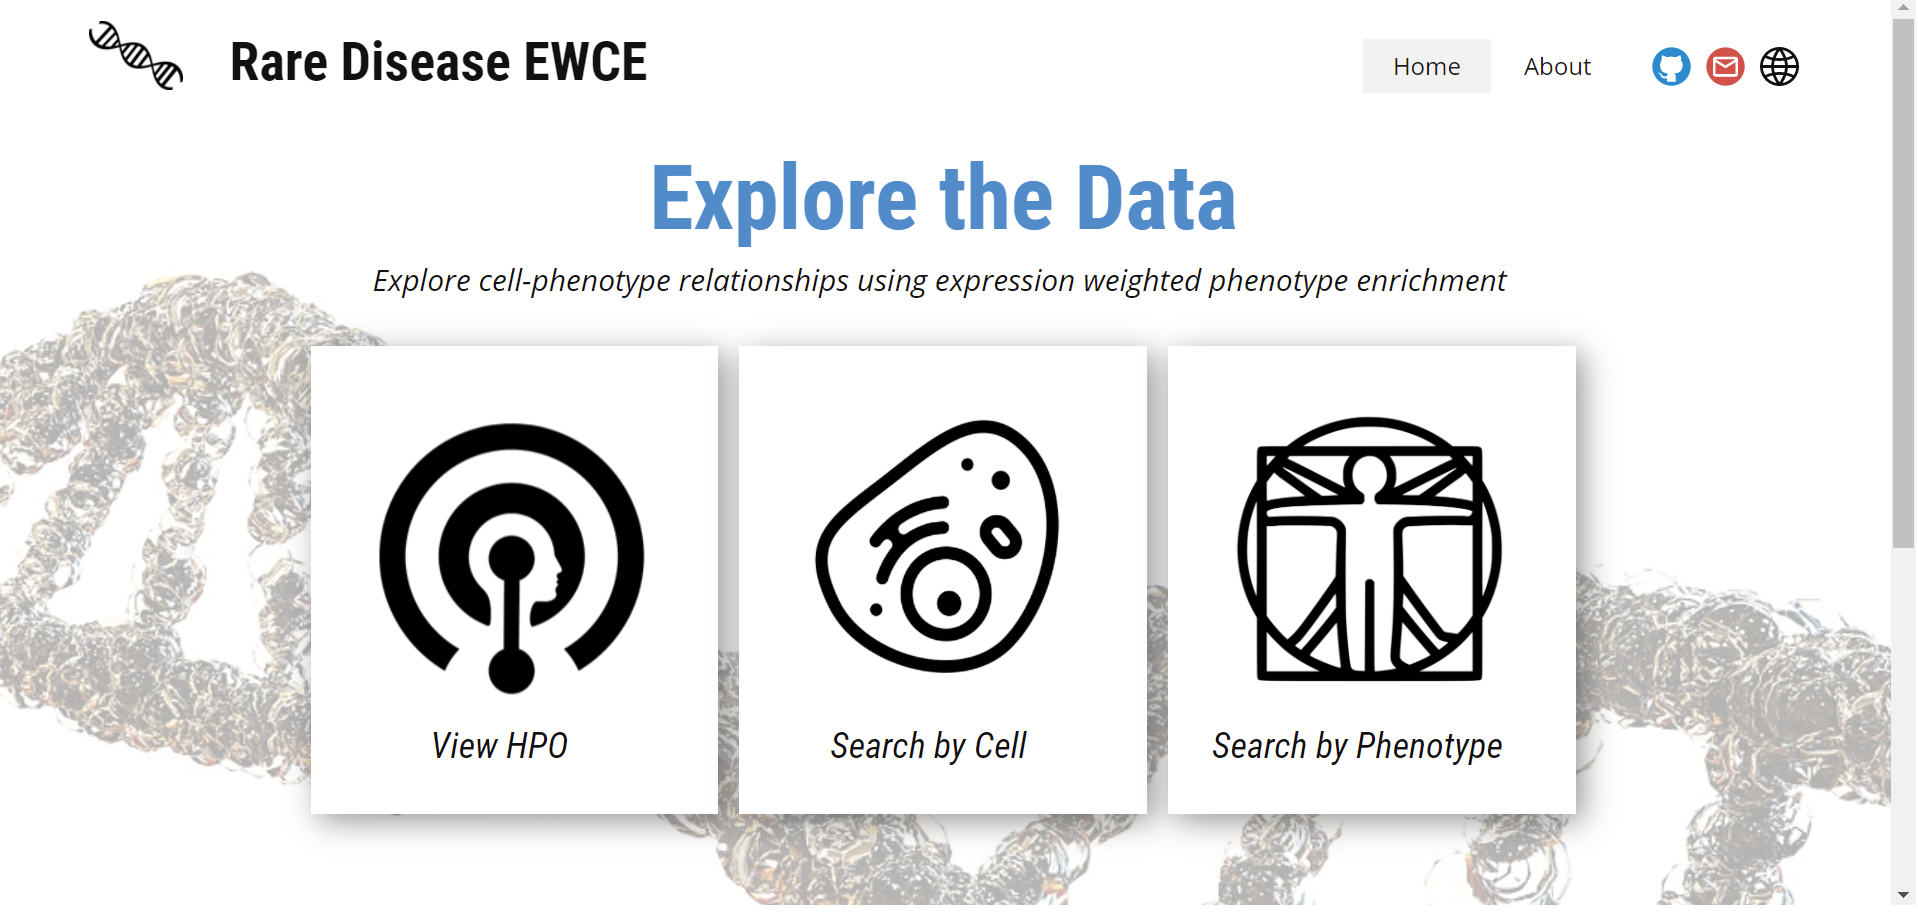 Rare Disease EWCE
Home
About
Explore the Data
Explore cell-phenotype relationships using expression weighted phenotype enrichment
View HPO
Search by Cell
Search by Phenotype